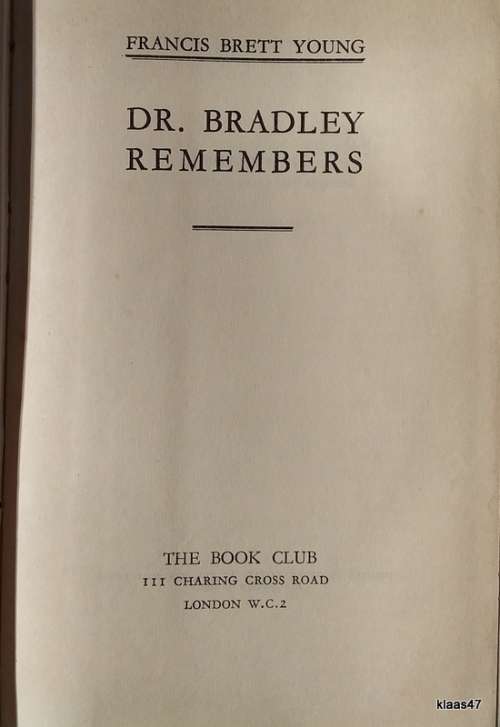 FRANCIS BRETT YOUNG
DR. BRADLEY
REMEMBERS
THE BOOK CLUB
111 CHARING CROSS ROAD
LONDON W.C.2
klaas47